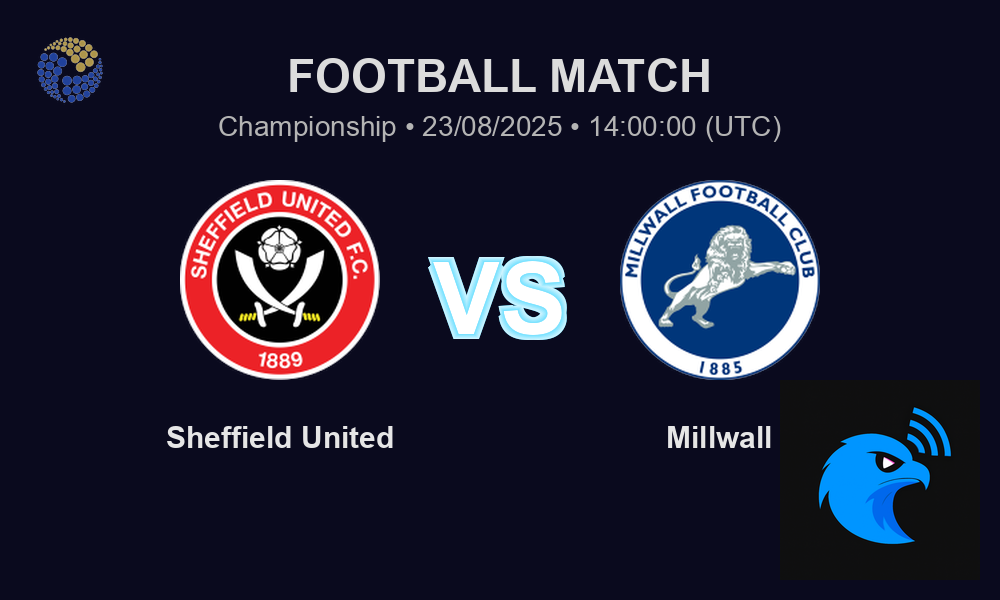 FOOTBALL MATCH
Championship • 23/08/2025 • 14:00:00 (UTC)
SHEFFIELD UNITED F.C.
1889
VS
MILLWALL FOOTBALL CLUB
1885
Sheffield United
Millwall